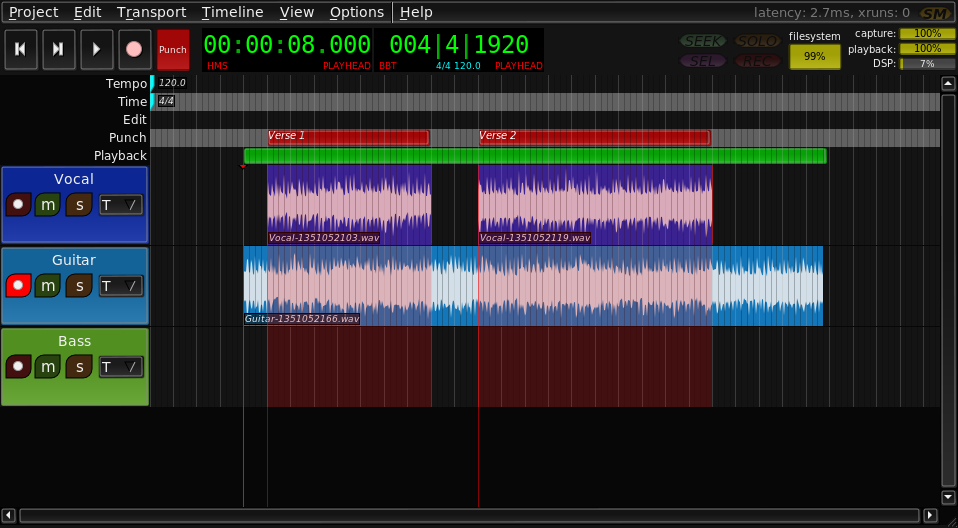 Project Edit Transport Timeline View Options Help latency: 2.7ms, xruns: 0 SM
Punch
00:00:08.000
HMS PLAYHEAD
004|4|1920
BBT 4/4 120.0 PLAYHEAD
SEEK SOLO
SEL REC
filesystem
99%
capture: 100%
playback: 100%
DSP: 7%
Tempo 120.0
Time 4/4
Edit
Punch Verse 1 Verse 2
Playback
Vocal
m s T
Vocal-1351052103.wav Vocal-1351052119.wav
Guitar
m s T
Guitar-1351052166.wav
Bass
m s T